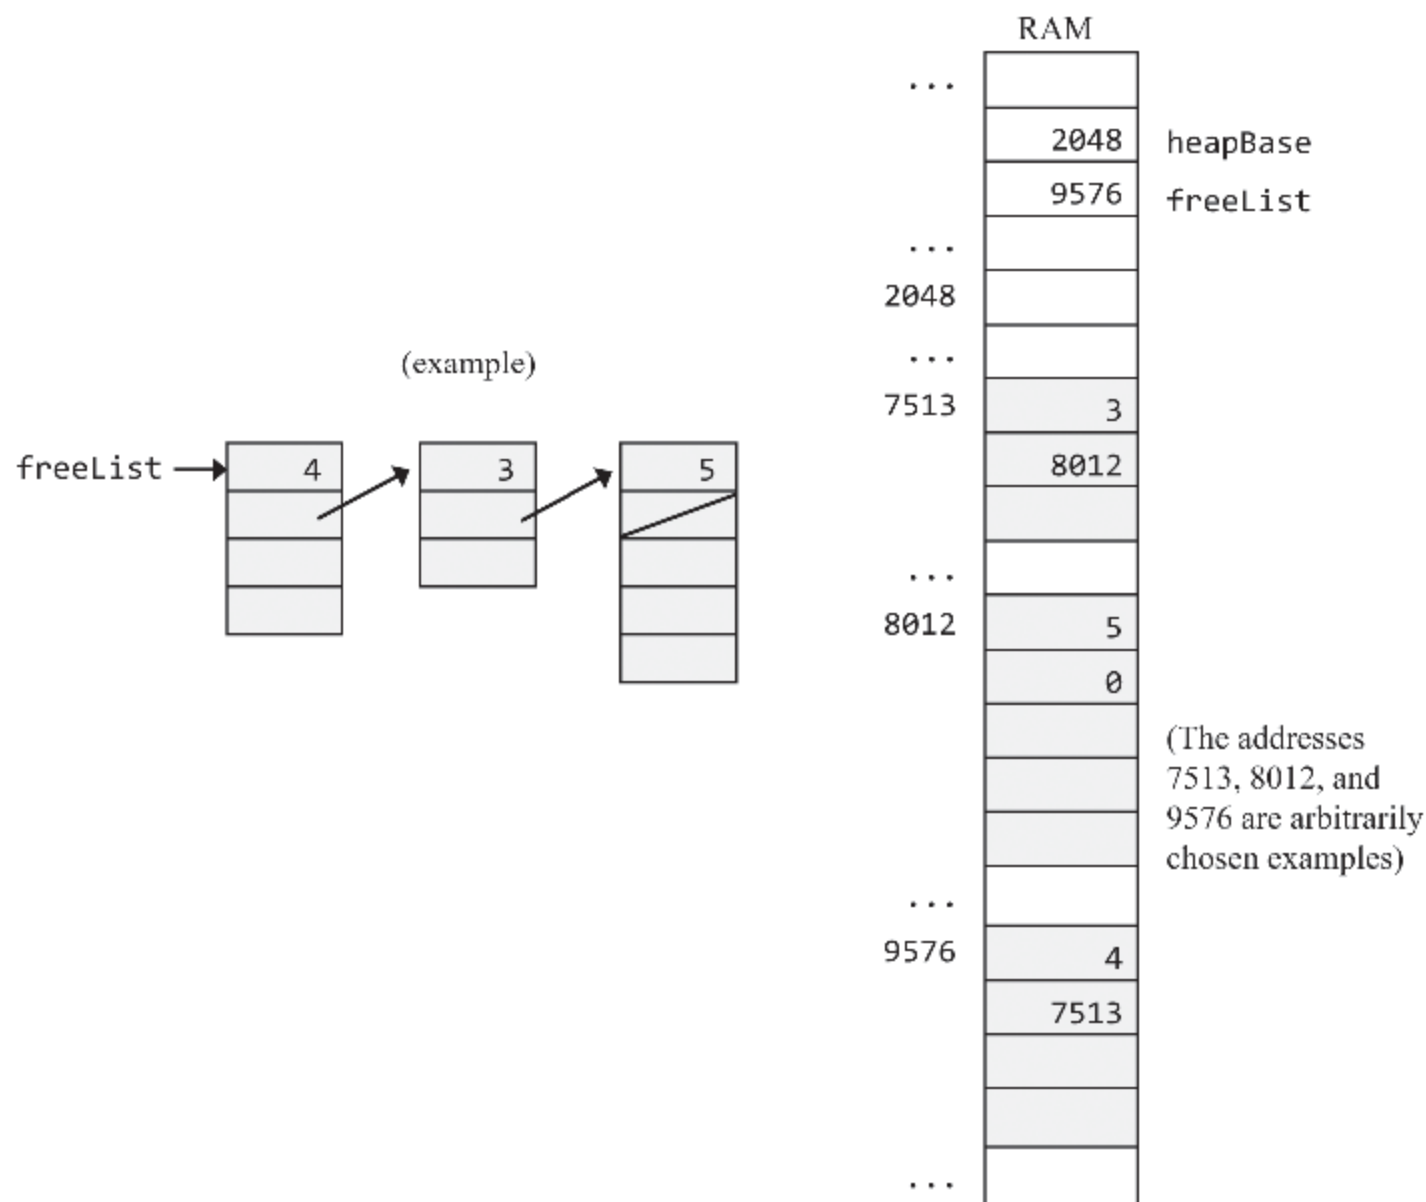 RAM
...
2048 heapBase
9576 freeList
...
2048
...
(example)
7513 3
freeList 4 3 5
8012
...
8012 5
0
(The addresses
7513, 8012, and
9576 are arbitrarily
chosen examples)
...
9576 4
7513
...